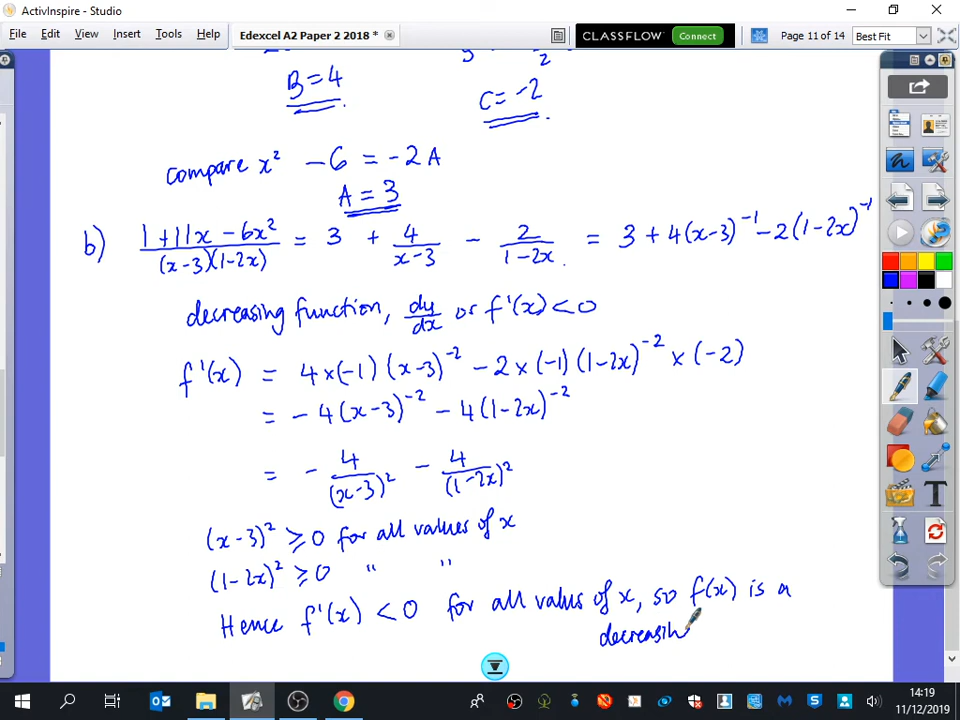 ActivInspire - Studio
File Edit View Insert Tools Help Edexcel A2 Paper 2 2018 * CLASSFLOW Connect Page 11 of 14 Best Fit
B = 4
C = -2
compare x² -6 = -2A
A = 3
b) 1+11x-6x² / (x-3)(1-2x) = 3 + 4/(x-3) - 2/(1-2x) = 3 + 4(x-3)⁻¹ - 2(1-2x)⁻¹
decreasing function, dy/dx or f'(x) < 0
f'(x) = 4×(-1)(x-3)⁻² - 2×(-1)(1-2x)⁻² × (-2)
= -4(x-3)⁻² - 4(1-2x)⁻²
= - 4/(x-3)² - 4/(1-2x)²
(x-3)² ≥ 0 for all values of x
(1-2x)² ≥ 0 " "
Hence f'(x) < 0 for all values of x, so f(x) is a
decreasin
14:19
11/12/2019